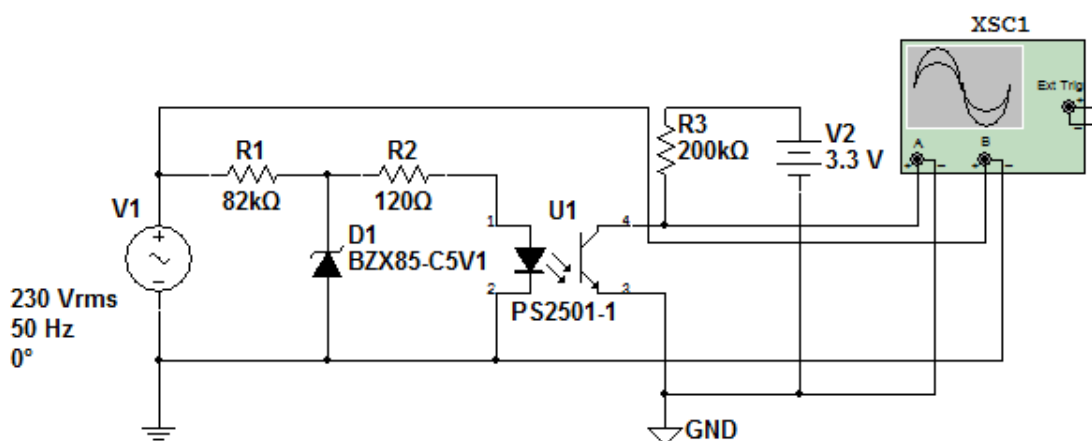 XSC1
Ext Trig
+
−
A
B
+ − + −
R3
200kΩ
V2
3.3 V
R1
82kΩ
R2
120Ω
V1
+
−
230 Vrms
50 Hz
0°
D1
BZX85-C5V1
U1
1
2
4
3
PS2501-1
GND